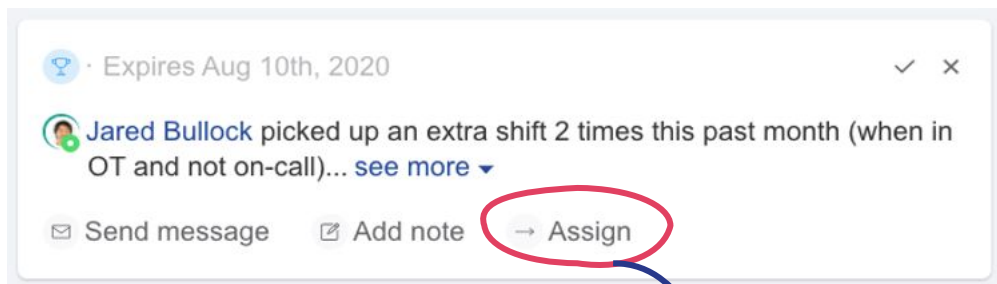 · Expires Aug 10th, 2020
Jared Bullock picked up an extra shift 2 times this past month (when in
OT and not on-call)... see more
Send message Add note → Assign